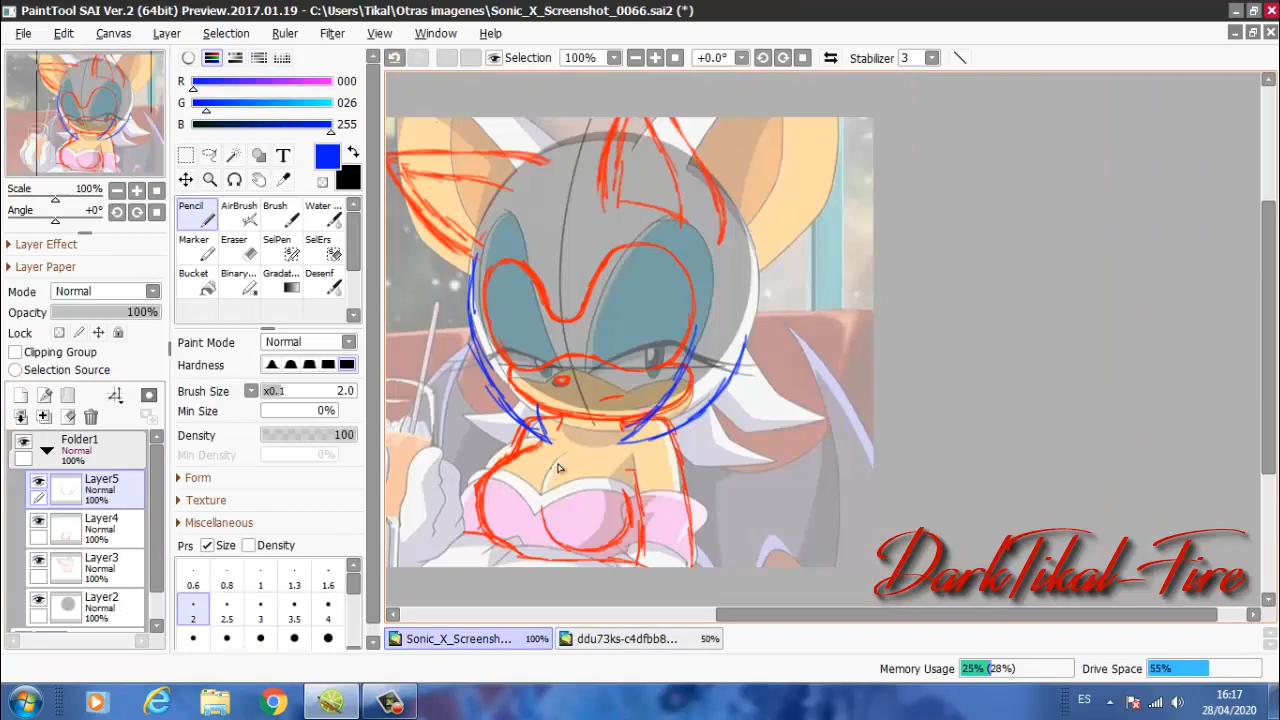 PaintTool SAI Ver.2 (64bit) Preview.2017.01.19 - C:\Users\Tikal\Otras imagenes\Sonic_X_Screenshot_0066.sai2 (*)
File Edit Canvas Layer Selection Ruler Filter View Window Help
Selection 100% +0.0° Stabilizer 3
R 000
G 026
B 255
Scale 100%
Angle +0°
Layer Effect
Layer Paper
Mode Normal
Opacity 100%
Lock
Clipping Group
Selection Source
Folder1
Normal
100%
Layer5
Normal
100%
Layer4
Normal
100%
Layer3
Normal
100%
Layer2
Normal
100%
T
Pencil AirBrush Brush Water ...
Marker Eraser SelPen SelErs
Bucket Binary... Gradat... Desenf
Paint Mode Normal
Hardness
Brush Size x0.1 2.0
Min Size 0%
Density 100
Min Density 0%
Form
Texture
Miscellaneous
Prs Size Density
0.6 0.8 1 1.3 1.6
2 2.5 3 3.5 4
DarkTikal-Fire
Sonic_X_Screensh... 100% ddu73ks-c4dfbb8... 50%
Memory Usage 25% (28%) Drive Space 55%
ES 16:17
28/04/2020